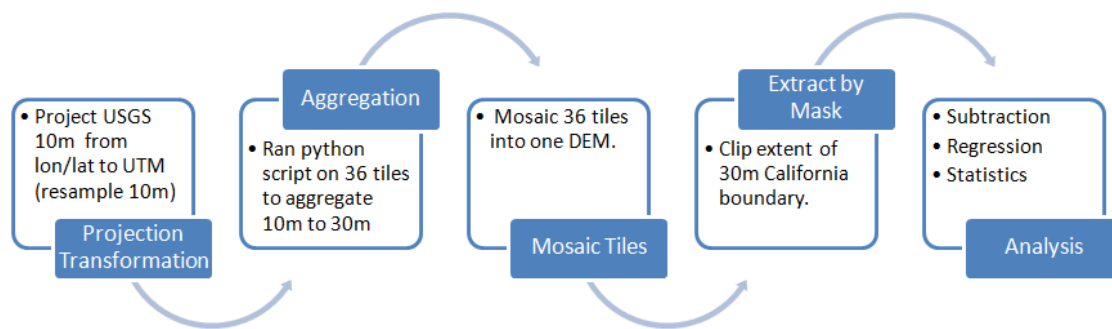 • Project USGS
10m from
lon/lat to UTM
(resample 10m)
Projection
Transformation
Aggregation
• Ran python
script on 36 tiles
to aggregate
10m to 30m
• Mosaic 36 tiles
into one DEM.
Mosaic Tiles
Extract by
Mask
• Clip extent of
30m California
boundary.
• Subtraction
• Regression
• Statistics
Analysis